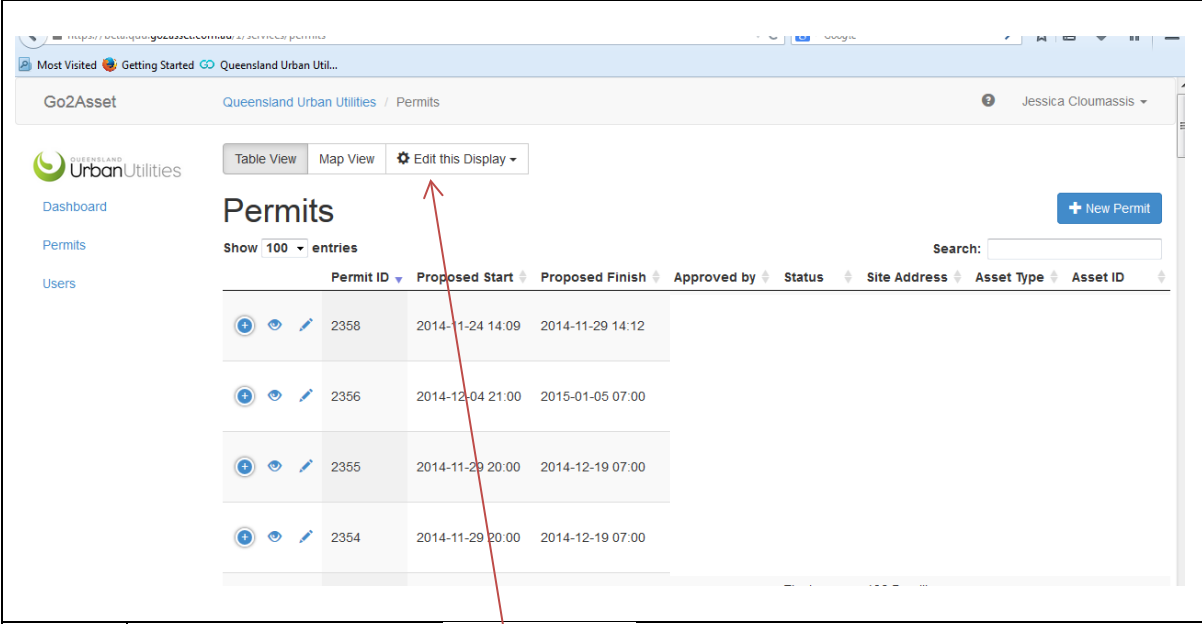 Most Visited Getting Started Queensland Urban Util...
Go2Asset Queensland Urban Utilities / Permits Jessica Cloumassis
QUEENSLAND
UrbanUtilities
Table View Map View Edit this Display
Dashboard
Permits
Users
Permits
New Permit
Show 100 entries Search:
Permit ID Proposed Start Proposed Finish Approved by Status Site Address Asset Type Asset ID
2358 2014-11-24 14:09 2014-11-29 14:12
2356 2014-12-04 21:00 2015-01-05 07:00
2355 2014-11-29 20:00 2014-12-19 07:00
2354 2014-11-29 20:00 2014-12-19 07:00